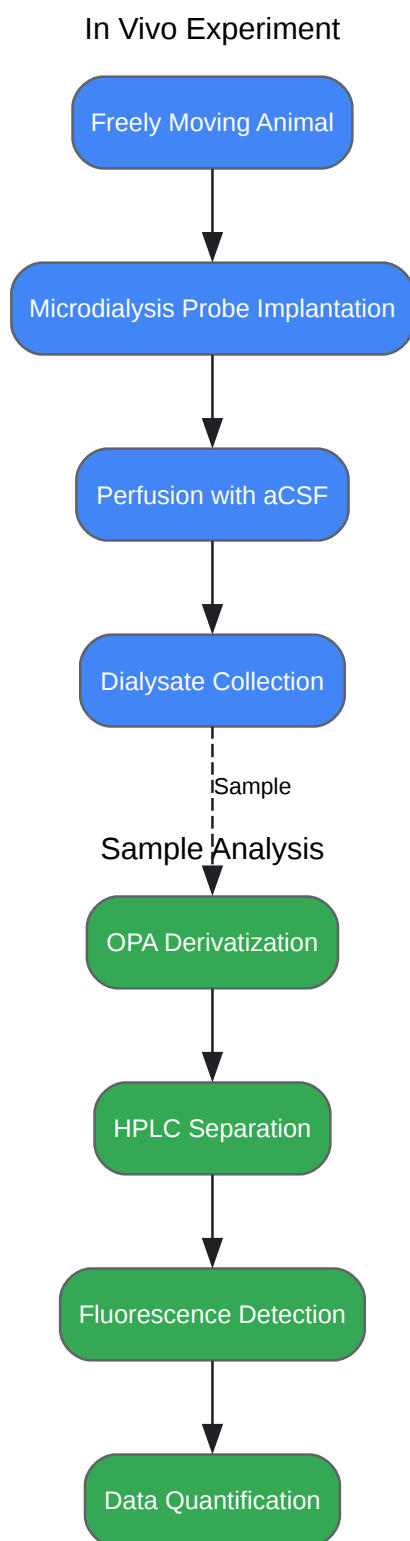 In Vivo Experiment
Freely Moving Animal
Microdialysis Probe Implantation
Perfusion with aCSF
Dialysate Collection
Sample
Sample Analysis
OPA Derivatization
HPLC Separation
Fluorescence Detection
Data Quantification